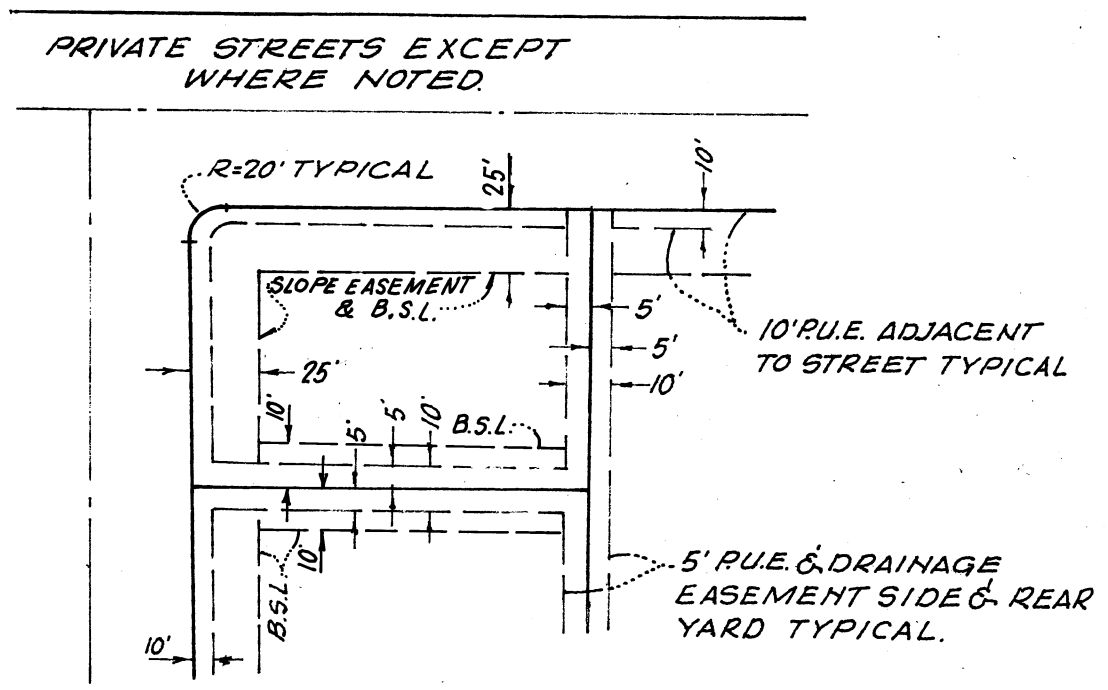 PRIVATE STREETS EXCEPT
WHERE NOTED.
R=20' TYPICAL
25'
10'
SLOPE EASEMENT
& B.S.L.
5'
5'
10'
10' P.U.E. ADJACENT
TO STREET TYPICAL
25'
10'
5'
5'
10'
B.S.L.
10'
B.S.L.
10'
5' P.U.E. & DRAINAGE
EASEMENT SIDE & REAR
YARD TYPICAL.